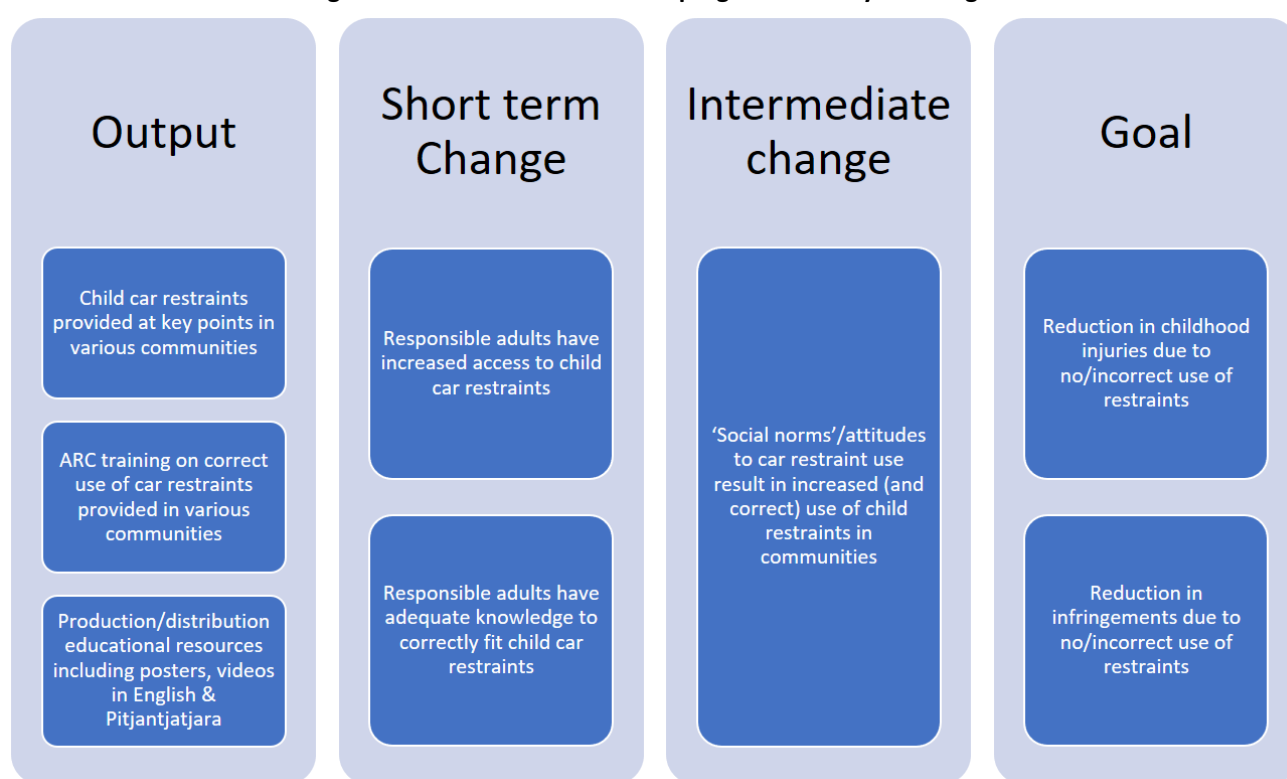 Output
Child car restraints
provided at key points in
various communities
ARC training on correct
use of car restraints
provided in various
communities
Production/distribution
educational resources
including posters, videos
in English &
Pitjantjatjara
Short term
Change
Responsible adults have
increased access to child
car restraints
Responsible adults have
adequate knowledge to
correctly fit child car
restraints
Intermediate
change
‘Social norms’/attitudes
to car restraint use
result in increased (and
correct) use of child
restraints in
communities
Goal
Reduction in childhood
injuries due to
no/incorrect use of
restraints
Reduction in
infringements due to
no/incorrect use of
restraints